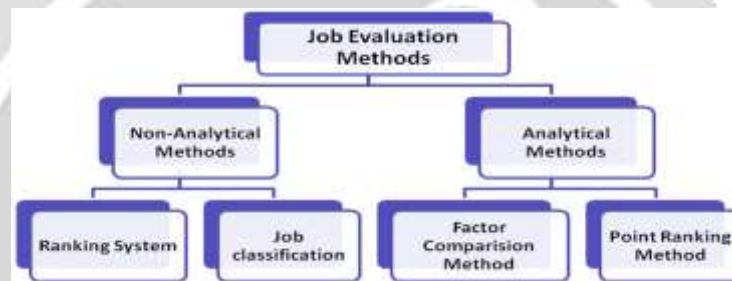 Job Evaluation
Methods
Non-Analytical
Methods
Analytical
Methods
Ranking System
Job
classification
Factor
Comparision
Method
Point Ranking
Method